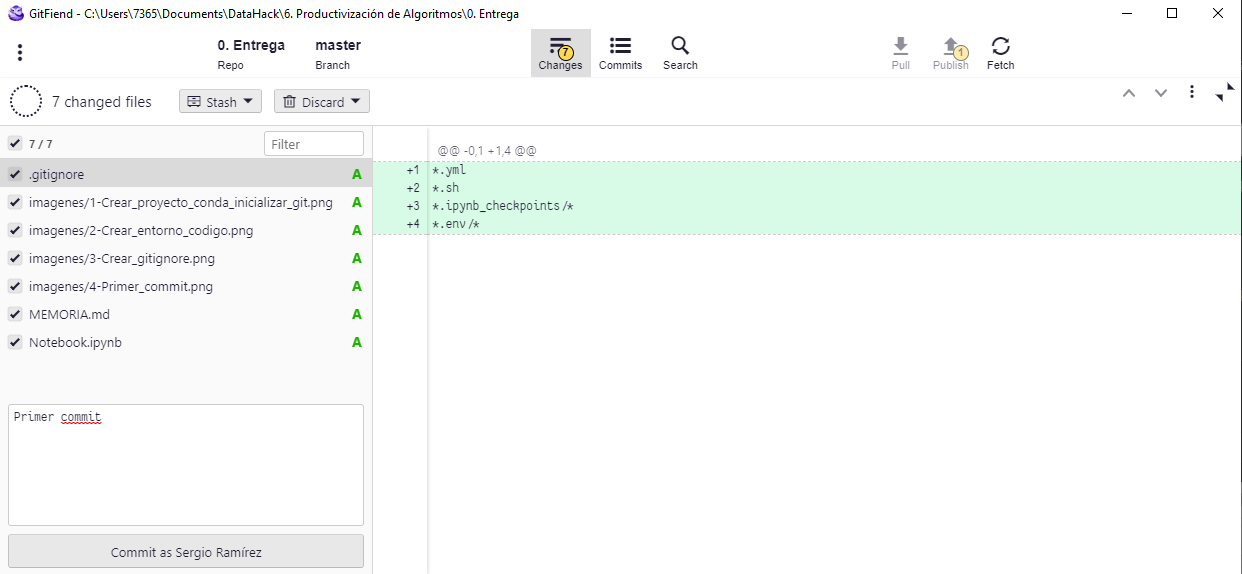 GitFiend - C:\Users\7365\Documents\DataHack\6. Productivización de Algoritmos\0. Entrega
0. Entrega
Repo
master
Branch
7
Changes
Commits
Search
Pull
1
Publish
Fetch
7 changed files
Stash
Discard
7 / 7
Filter
.gitignore A
imagenes/1-Crear_proyecto_conda_inicializar_git.png A
imagenes/2-Crear_entorno_codigo.png A
imagenes/3-Crear_gitignore.png A
imagenes/4-Primer_commit.png A
MEMORIA.md A
Notebook.ipynb A
Primer commit
Commit as Sergio Ramírez
@@ -0,1 +1,4 @@
+1 *.yml
+2 *.sh
+3 *.ipynb_checkpoints/*
+4 *.env/*